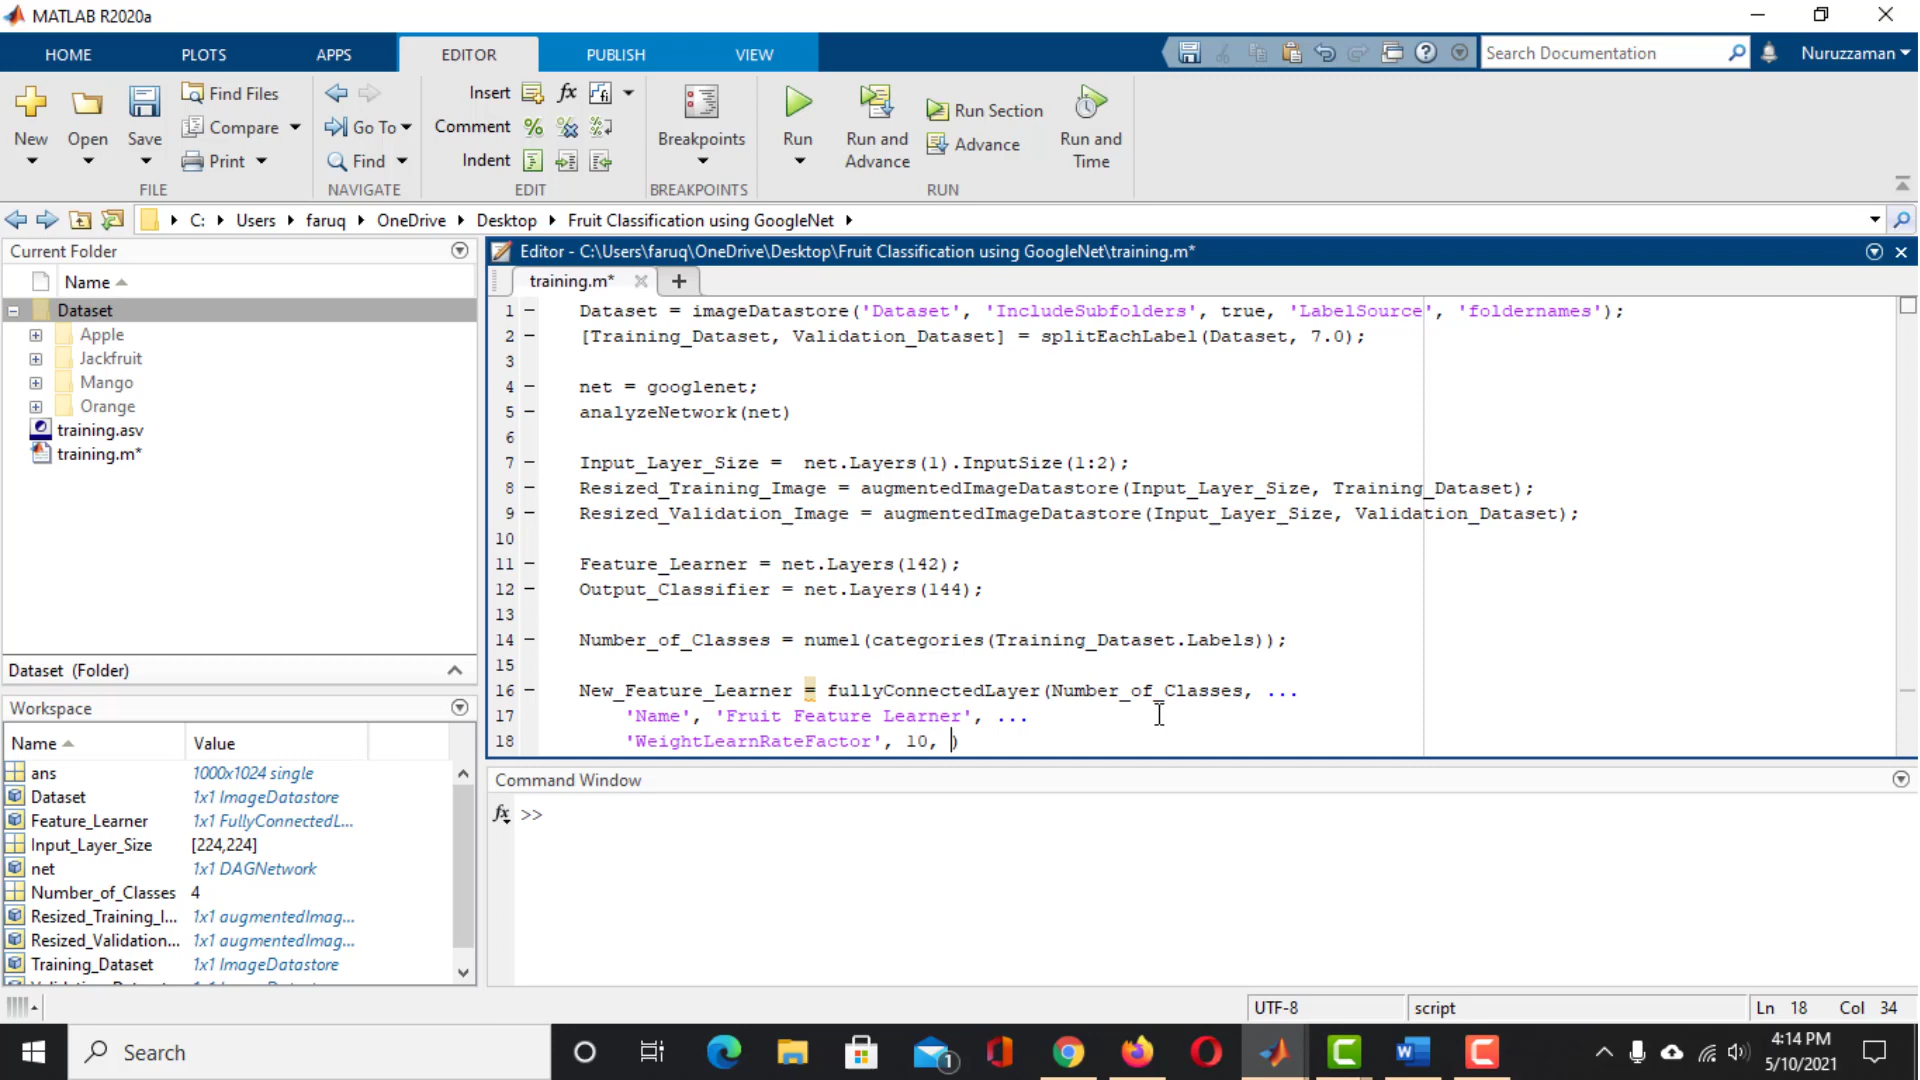 MATLAB R2020a
HOME PLOTS APPS EDITOR PUBLISH VIEW Search Documentation Nuruzzaman
New Open Save Find Files Compare Print
FILE
Go To Find
NAVIGATE
Insert fx
Comment
Indent
EDIT
Breakpoints
BREAKPOINTS
Run Run and Advance Run Section Advance Run and Time
RUN
C: Users faruq OneDrive Desktop Fruit Classification using GoogleNet
Current Folder
Name
Dataset
Apple
Jackfruit
Mango
Orange
training.asv
training.m*
Dataset (Folder)
Workspace
Name Value
ans 1000x1024 single
Dataset 1x1 ImageDatastore
Feature_Learner 1x1 FullyConnectedL...
Input_Layer_Size [224,224]
net 1x1 DAGNetwork
Number_of_Classes 4
Resized_Training_I... 1x1 augmentedImag...
Resized_Validation... 1x1 augmentedImag...
Training_Dataset 1x1 ImageDatastore
Editor - C:\Users\faruq\OneDrive\Desktop\Fruit Classification using GoogleNet\training.m*
training.m*
1 Dataset = imageDatastore('Dataset', 'IncludeSubfolders', true, 'LabelSource', 'foldernames');
2 [Training_Dataset, Validation_Dataset] = splitEachLabel(Dataset, 7.0);
3
4 net = googlenet;
5 analyzeNetwork(net)
6
7 Input_Layer_Size =  net.Layers(1).InputSize(1:2);
8 Resized_Training_Image = augmentedImageDatastore(Input_Layer_Size, Training_Dataset);
9 Resized_Validation_Image = augmentedImageDatastore(Input_Layer_Size, Validation_Dataset);
10
11 Feature_Learner = net.Layers(142);
12 Output_Classifier = net.Layers(144);
13
14 Number_of_Classes = numel(categories(Training_Dataset.Labels));
15
16 New_Feature_Learner = fullyConnectedLayer(Number_of_Classes, ...
17 'Name', 'Fruit Feature Learner', ...
18 'WeightLearnRateFactor', 10, )
Command Window
fx >>
UTF-8 script Ln 18 Col 34
Search
1
4:14 PM
5/10/2021